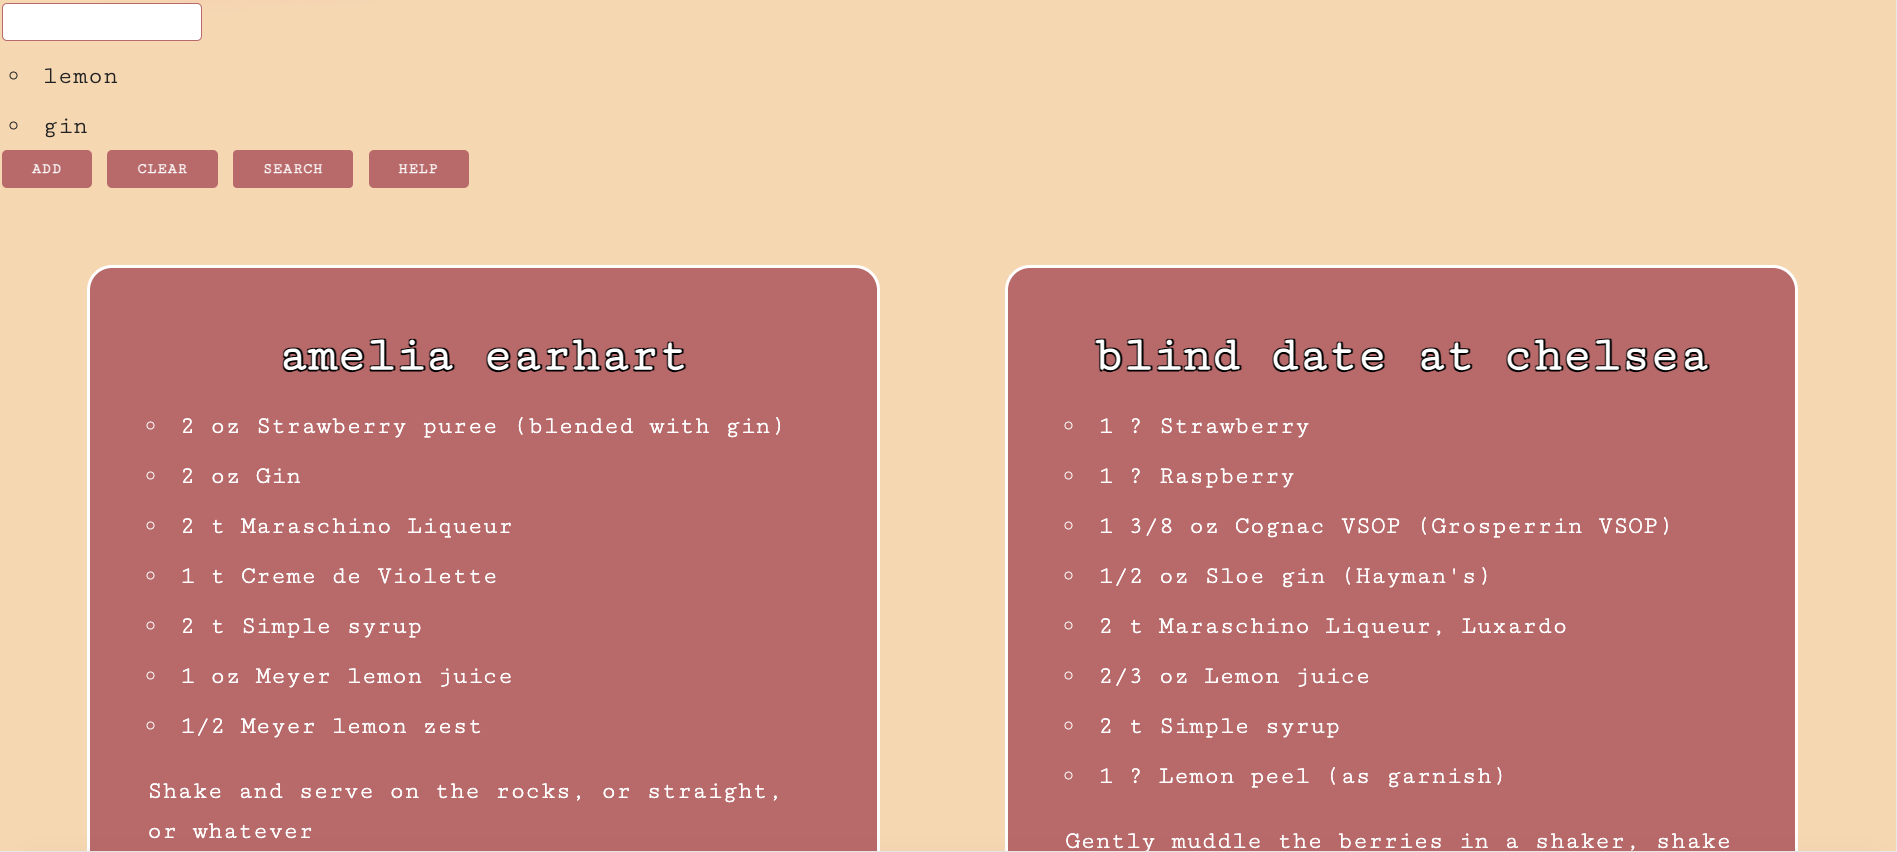 lemon
gin
ADD CLEAR SEARCH HELP
amelia earhart
2 oz Strawberry puree (blended with gin)
2 oz Gin
2 t Maraschino Liqueur
1 t Creme de Violette
2 t Simple syrup
1 oz Meyer lemon juice
1/2 Meyer lemon zest
Shake and serve on the rocks, or straight,
or whatever
blind date at chelsea
1 ? Strawberry
1 ? Raspberry
1 3/8 oz Cognac VSOP (Grosperrin VSOP)
1/2 oz Sloe gin (Hayman's)
2 t Maraschino Liqueur, Luxardo
2/3 oz Lemon juice
2 t Simple syrup
1 ? Lemon peel (as garnish)
Gently muddle the berries in a shaker, shake